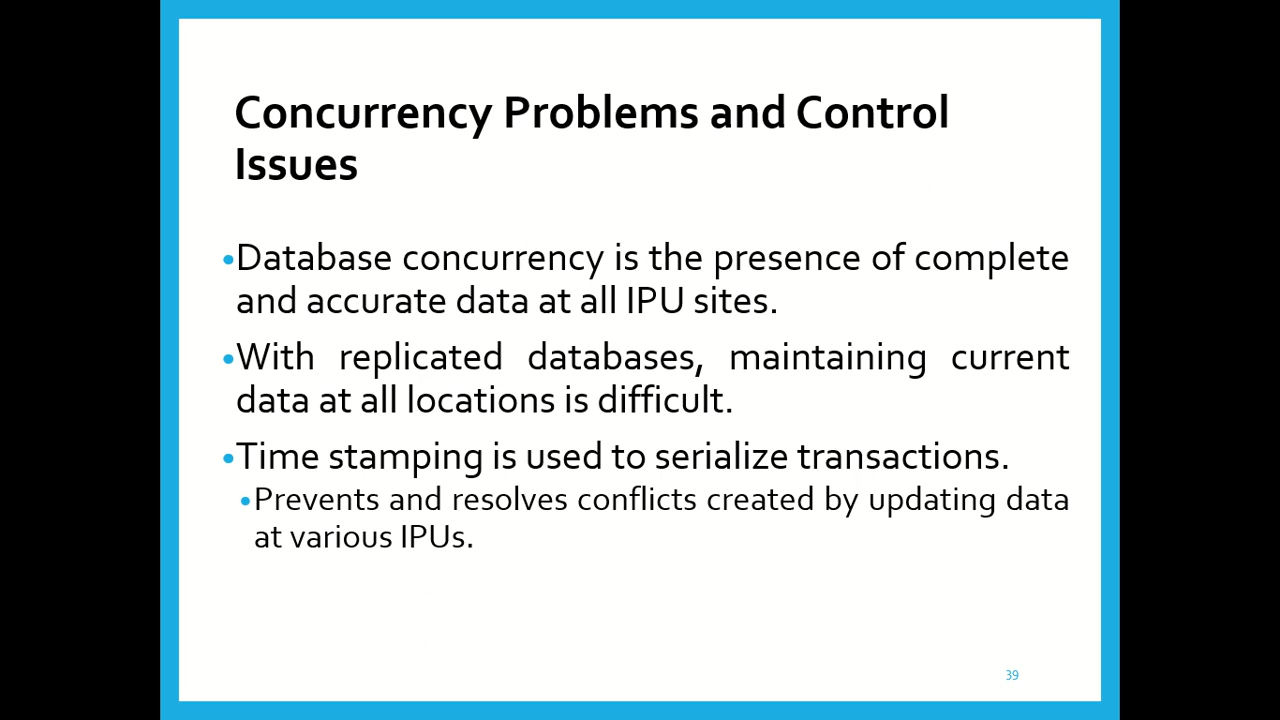 Concurrency Problems and Control
Issues
•Database concurrency is the presence of complete
and accurate data at all IPU sites.
•With replicated databases, maintaining current
data at all locations is difficult.
•Time stamping is used to serialize transactions.
•Prevents and resolves conflicts created by updating data
at various IPUs.
39